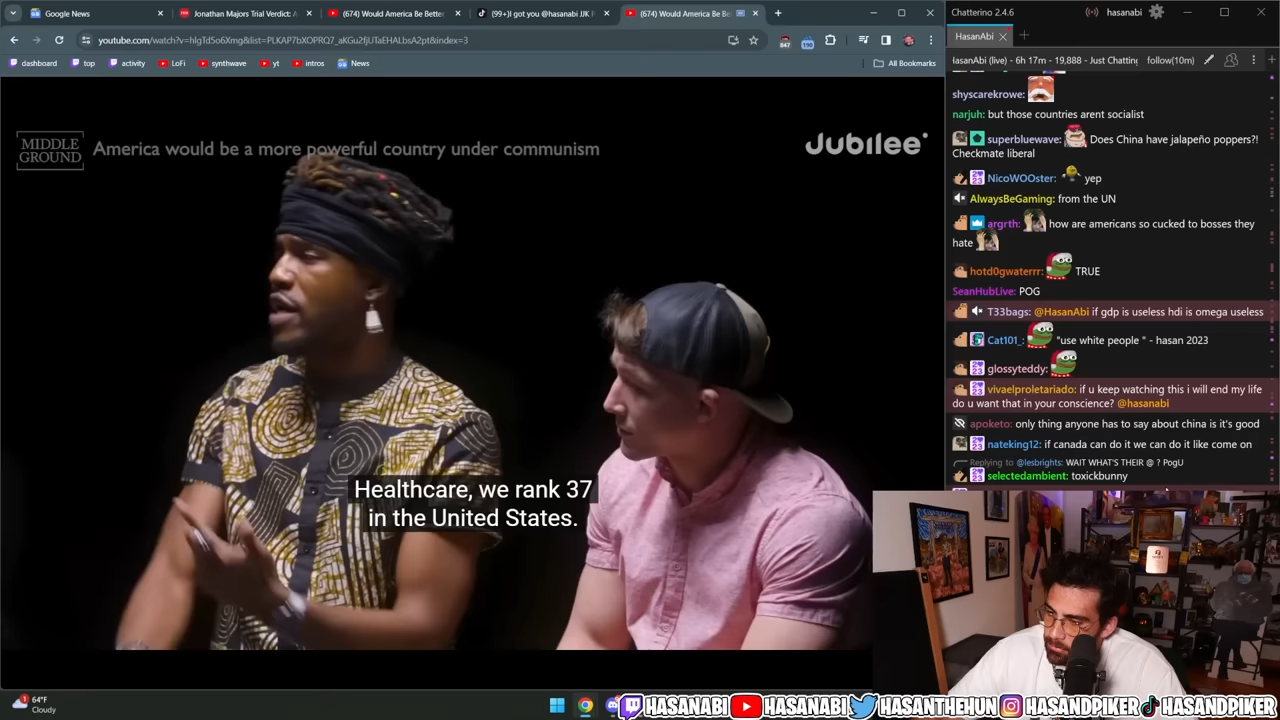 Google News
Jonathan Majors Trial Verdict: A
(674) Would America Be Better
(99+)I got you @hasanabi JJK
(674) Would America Be Be
youtube.com/watch?v=hIgTd5o6Xmg&list=PLKAP7bXOPRQ7_aKGu2fjUTaEHALbsA2pt&index=3
dashboard top activity LoFi synthwave yt intros News All Bookmarks
MIDDLE
GROUND
America would be a more powerful country under communism
Jubilee
Healthcare, we rank 37
in the United States.
Chatterino 2.4.6
hasanabi
HasanAbi
HasanAbi (live) - 6h 17m - 19,888 - Just Chatting
follow(10m)
shyscarekrowe:
narjuh: but those countries arent socialist
superbluewave: Does China have jalapeño poppers?!
Checkmate liberal
NicoWOOster: yep
AlwaysBeGaming: from the UN
argrth: how are americans so cucked to bosses they
hate
hotd0gwaterrr: TRUE
SeanHubLive: POG
T33bags: @HasanAbi if gdp is useless hdi is omega useless
Cat101_: "use white people " - hasan 2023
glossyteddy:
vivaelproletariado: if u keep watching this i will end my life
do u want that in your conscience? @hasanabi
apoketo: only thing anyone has to say about china is it's good
nateking12: if canada can do it we can do it like come on
Replying to @lesbrights: WAIT WHAT'S THEIR @ ? PogU
selectedambient: toxickbunny
64°F
Cloudy
HASANABI HASANABI HASANTHEHUN HASANDPIKER HASANDPIKER